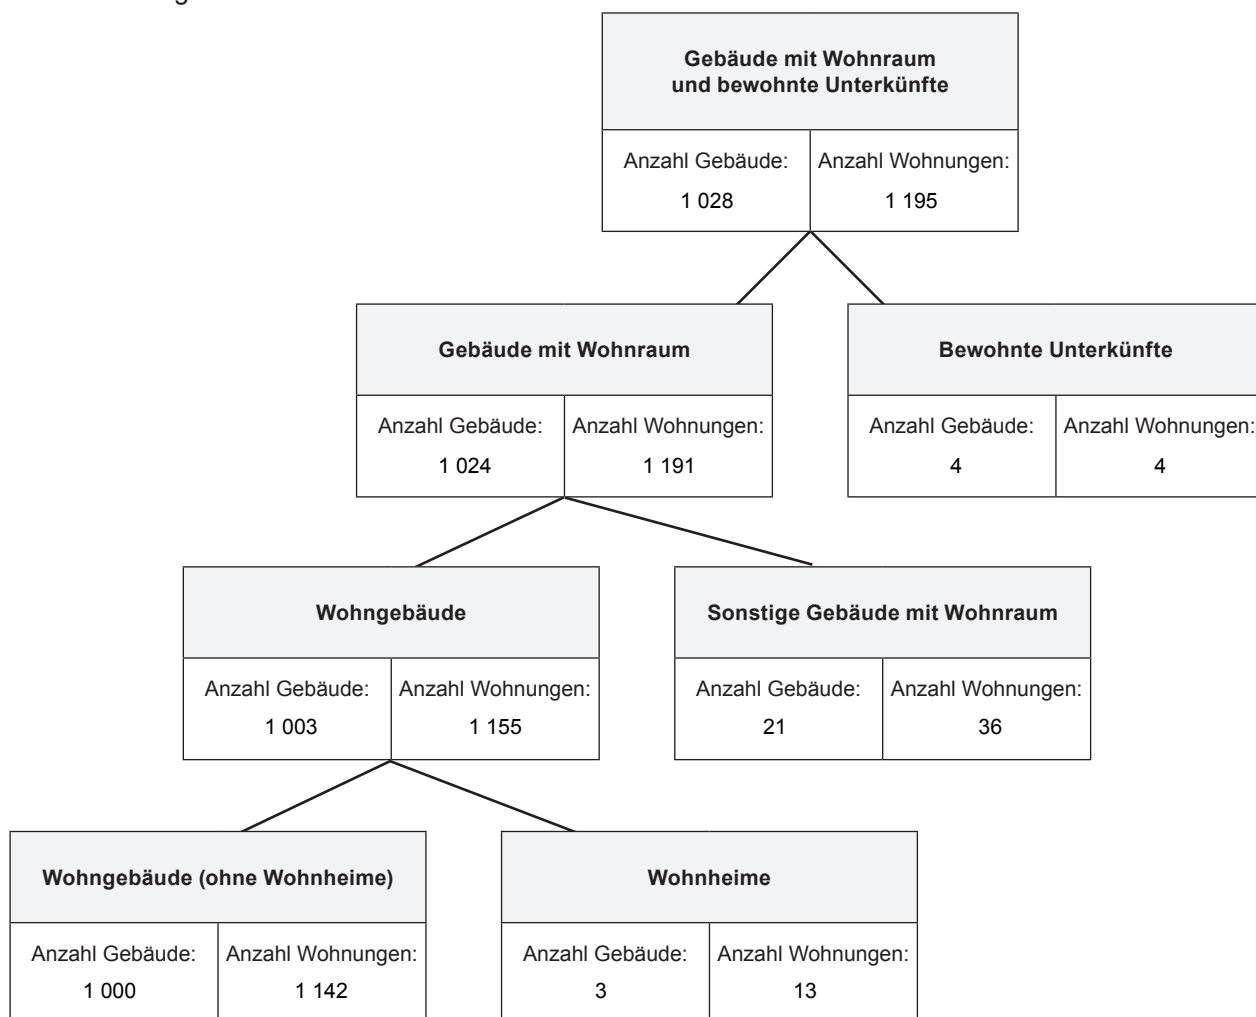 g
Gebäude mit Wohnraum
und bewohnte Unterkünfte
Anzahl Gebäude: Anzahl Wohnungen:
1 028 1 195
Gebäude mit Wohnraum Bewohnte Unterkünfte
Anzahl Gebäude: Anzahl Wohnungen: Anzahl Gebäude: Anzahl Wohnungen:
1 024 1 191 4 4
Wohngebäude Sonstige Gebäude mit Wohnraum
Anzahl Gebäude: Anzahl Wohnungen: Anzahl Gebäude: Anzahl Wohnungen:
1 003 1 155 21 36
Wohngebäude (ohne Wohnheime) Wohnheime
Anzahl Gebäude: Anzahl Wohnungen: Anzahl Gebäude: Anzahl Wohnungen:
1 000 1 142 3 13